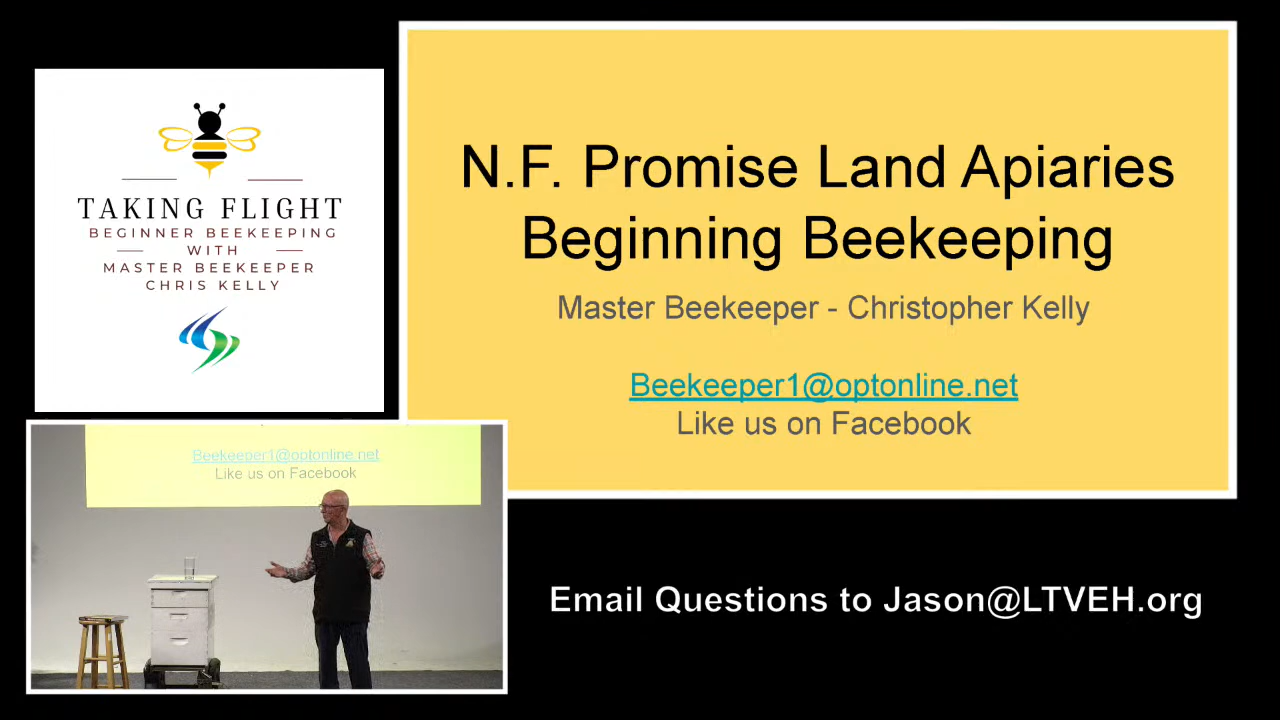 TAKING FLIGHT
BEGINNER BEEKEEPING
WITH
MASTER BEEKEEPER
CHRIS KELLY
N.F. Promise Land Apiaries
Beginning Beekeeping
Master Beekeeper - Christopher Kelly
Beekeeper1@optonline.net
Like us on Facebook
Beekeeper1@optonline.net
Like us on Facebook
Email Questions to Jason@LTVEH.org